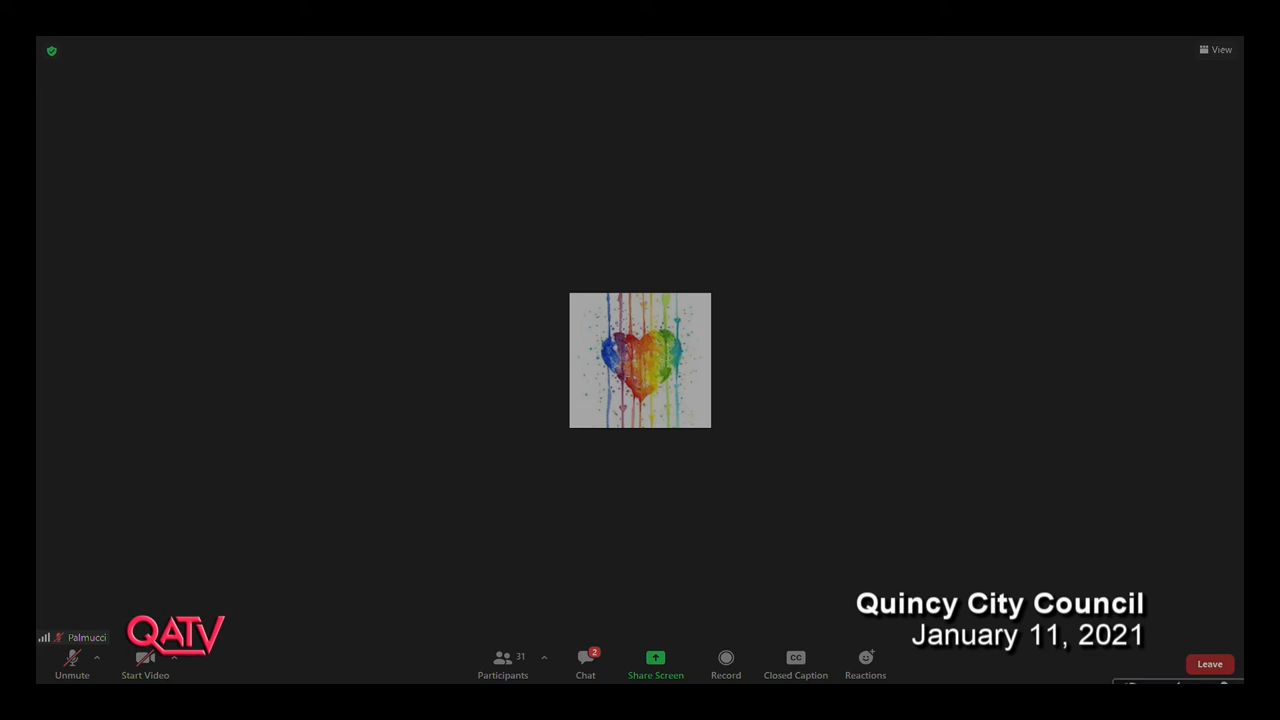 View
Quincy City Council
January 11, 2021
Palmucci
QATV
31
2
CC
Unmute
Start Video
Participants
Chat
Share Screen
Record
Closed Caption
Reactions
Leave